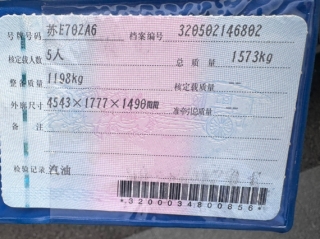 号牌号码 苏E70ZA6 档案编号 320502146802
核定载人数 5人 总质量 1573kg
整备质量 1198kg 核定载质量 --
外廓尺寸 4543×1777×1490mm 准牵引总质量 --
备注
检验记录 汽油
*3200034800856*